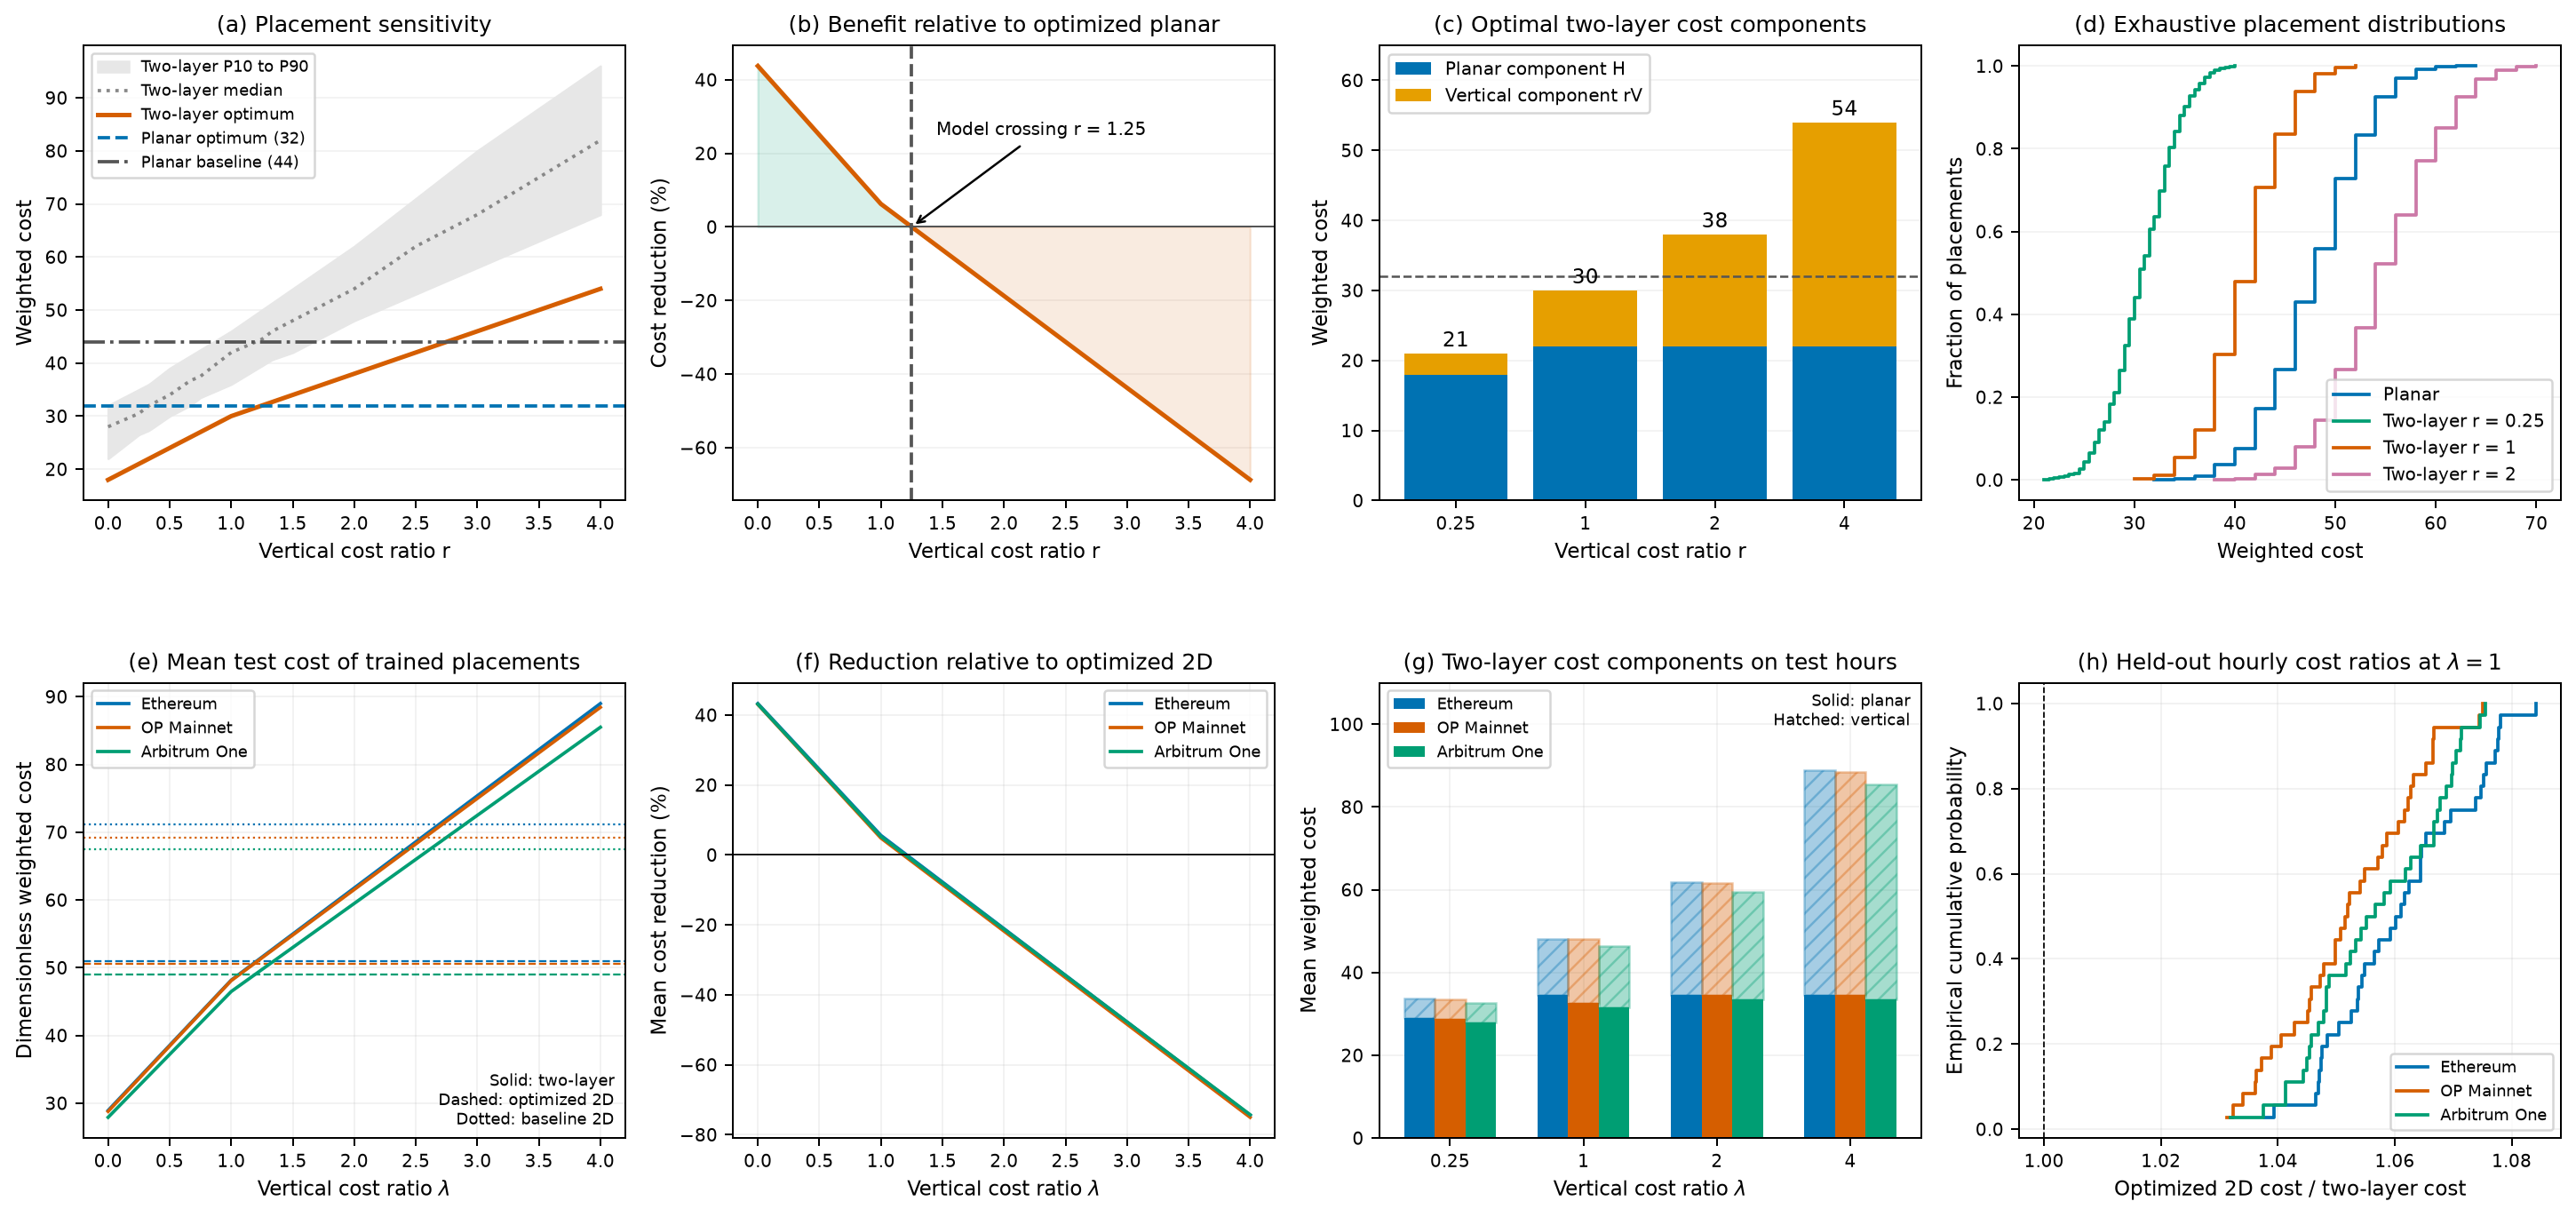 (a) Placement sensitivity
Weighted cost
90
80
70
60
50
40
30
20
Two-layer P10 to P90
Two-layer median
Two-layer optimum
Planar optimum (32)
Planar baseline (44)
0.0 0.5 1.0 1.5 2.0 2.5 3.0 3.5 4.0
Vertical cost ratio r
(b) Benefit relative to optimized planar
Cost reduction (%)
40
20
0
−20
−40
−60
Model crossing r = 1.25
0.0 0.5 1.0 1.5 2.0 2.5 3.0 3.5 4.0
Vertical cost ratio r
(c) Optimal two-layer cost components
Weighted cost
60
50
40
30
20
10
0
Planar component H
Vertical component rV
21
30
38
54
0.25 1 2 4
Vertical cost ratio r
(d) Exhaustive placement distributions
Fraction of placements
1.0
0.8
0.6
0.4
0.2
0.0
Planar
Two-layer r = 0.25
Two-layer r = 1
Two-layer r = 2
20 30 40 50 60 70
Weighted cost
(e) Mean test cost of trained placements
Dimensionless weighted cost
90
80
70
60
50
40
30
Ethereum
OP Mainnet
Arbitrum One
Solid: two-layer
Dashed: optimized 2D
Dotted: baseline 2D
0.0 0.5 1.0 1.5 2.0 2.5 3.0 3.5 4.0
Vertical cost ratio λ
(f) Reduction relative to optimized 2D
Mean cost reduction (%)
40
20
0
−20
−40
−60
−80
Ethereum
OP Mainnet
Arbitrum One
0.0 0.5 1.0 1.5 2.0 2.5 3.0 3.5 4.0
Vertical cost ratio λ
(g) Two-layer cost components on test hours
Mean weighted cost
100
80
60
40
20
0
Ethereum
OP Mainnet
Arbitrum One
Solid: planar
Hatched: vertical
0.25 1 2 4
Vertical cost ratio λ
(h) Held-out hourly cost ratios at λ = 1
Empirical cumulative probability
1.0
0.8
0.6
0.4
0.2
0.0
Ethereum
OP Mainnet
Arbitrum One
1.00 1.02 1.04 1.06 1.08
Optimized 2D cost / two-layer cost